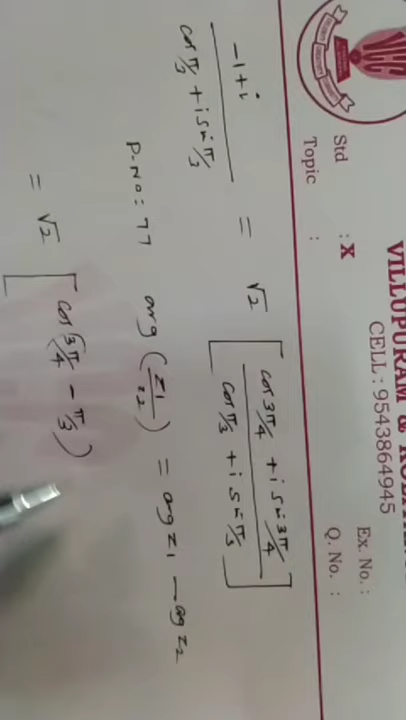 VILLUPURAM &
CELL : 9543864945
Std : X
Ex. No. :
Topic :
Q. No. :
(-1+i)/(cos π/3 + i sin π/3) = √2 [(cos 3π/4 + i sin 3π/4)/(cos π/3 + i sin π/3)]
P.No: 77 arg (z1/z2) = arg z1 - arg z2
= √2 [cos (3π/4 - π/3)